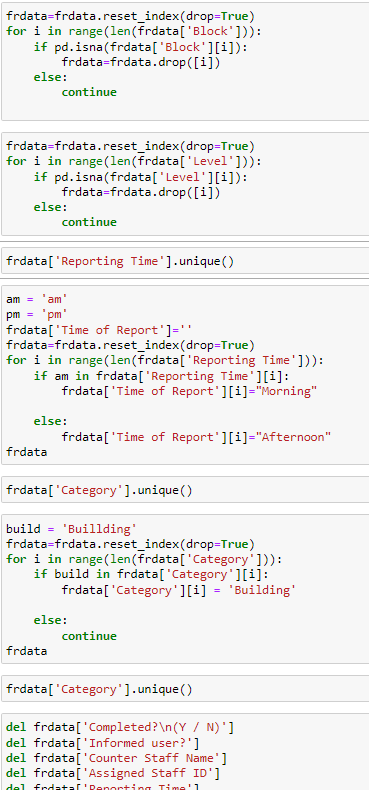 frdata=frdata.reset_index(drop=True)
for i in range(len(frdata['Block'])):
    if pd.isna(frdata['Block'][i]):
        frdata=frdata.drop([i])
    else:
        continue
frdata=frdata.reset_index(drop=True)
for i in range(len(frdata['Level'])):
    if pd.isna(frdata['Level'][i]):
        frdata=frdata.drop([i])
    else:
        continue
frdata['Reporting Time'].unique()
am = 'am'
pm = 'pm'
frdata['Time of Report']=''
frdata=frdata.reset_index(drop=True)
for i in range(len(frdata['Reporting Time'])):
    if am in frdata['Reporting Time'][i]:
        frdata['Time of Report'][i]="Morning"
    else:
        frdata['Time of Report'][i]="Afternoon"
frdata
frdata['Category'].unique()
build = 'Buillding'
frdata=frdata.reset_index(drop=True)
for i in range(len(frdata['Category'])):
    if build in frdata['Category'][i]:
        frdata['Category'][i] = 'Building'
    else:
        continue
frdata
frdata['Category'].unique()
del frdata['Completed?\n(Y / N)']
del frdata['Informed user?']
del frdata['Counter Staff Name']
del frdata['Assigned Staff ID']
del frdata['Reporting Time']